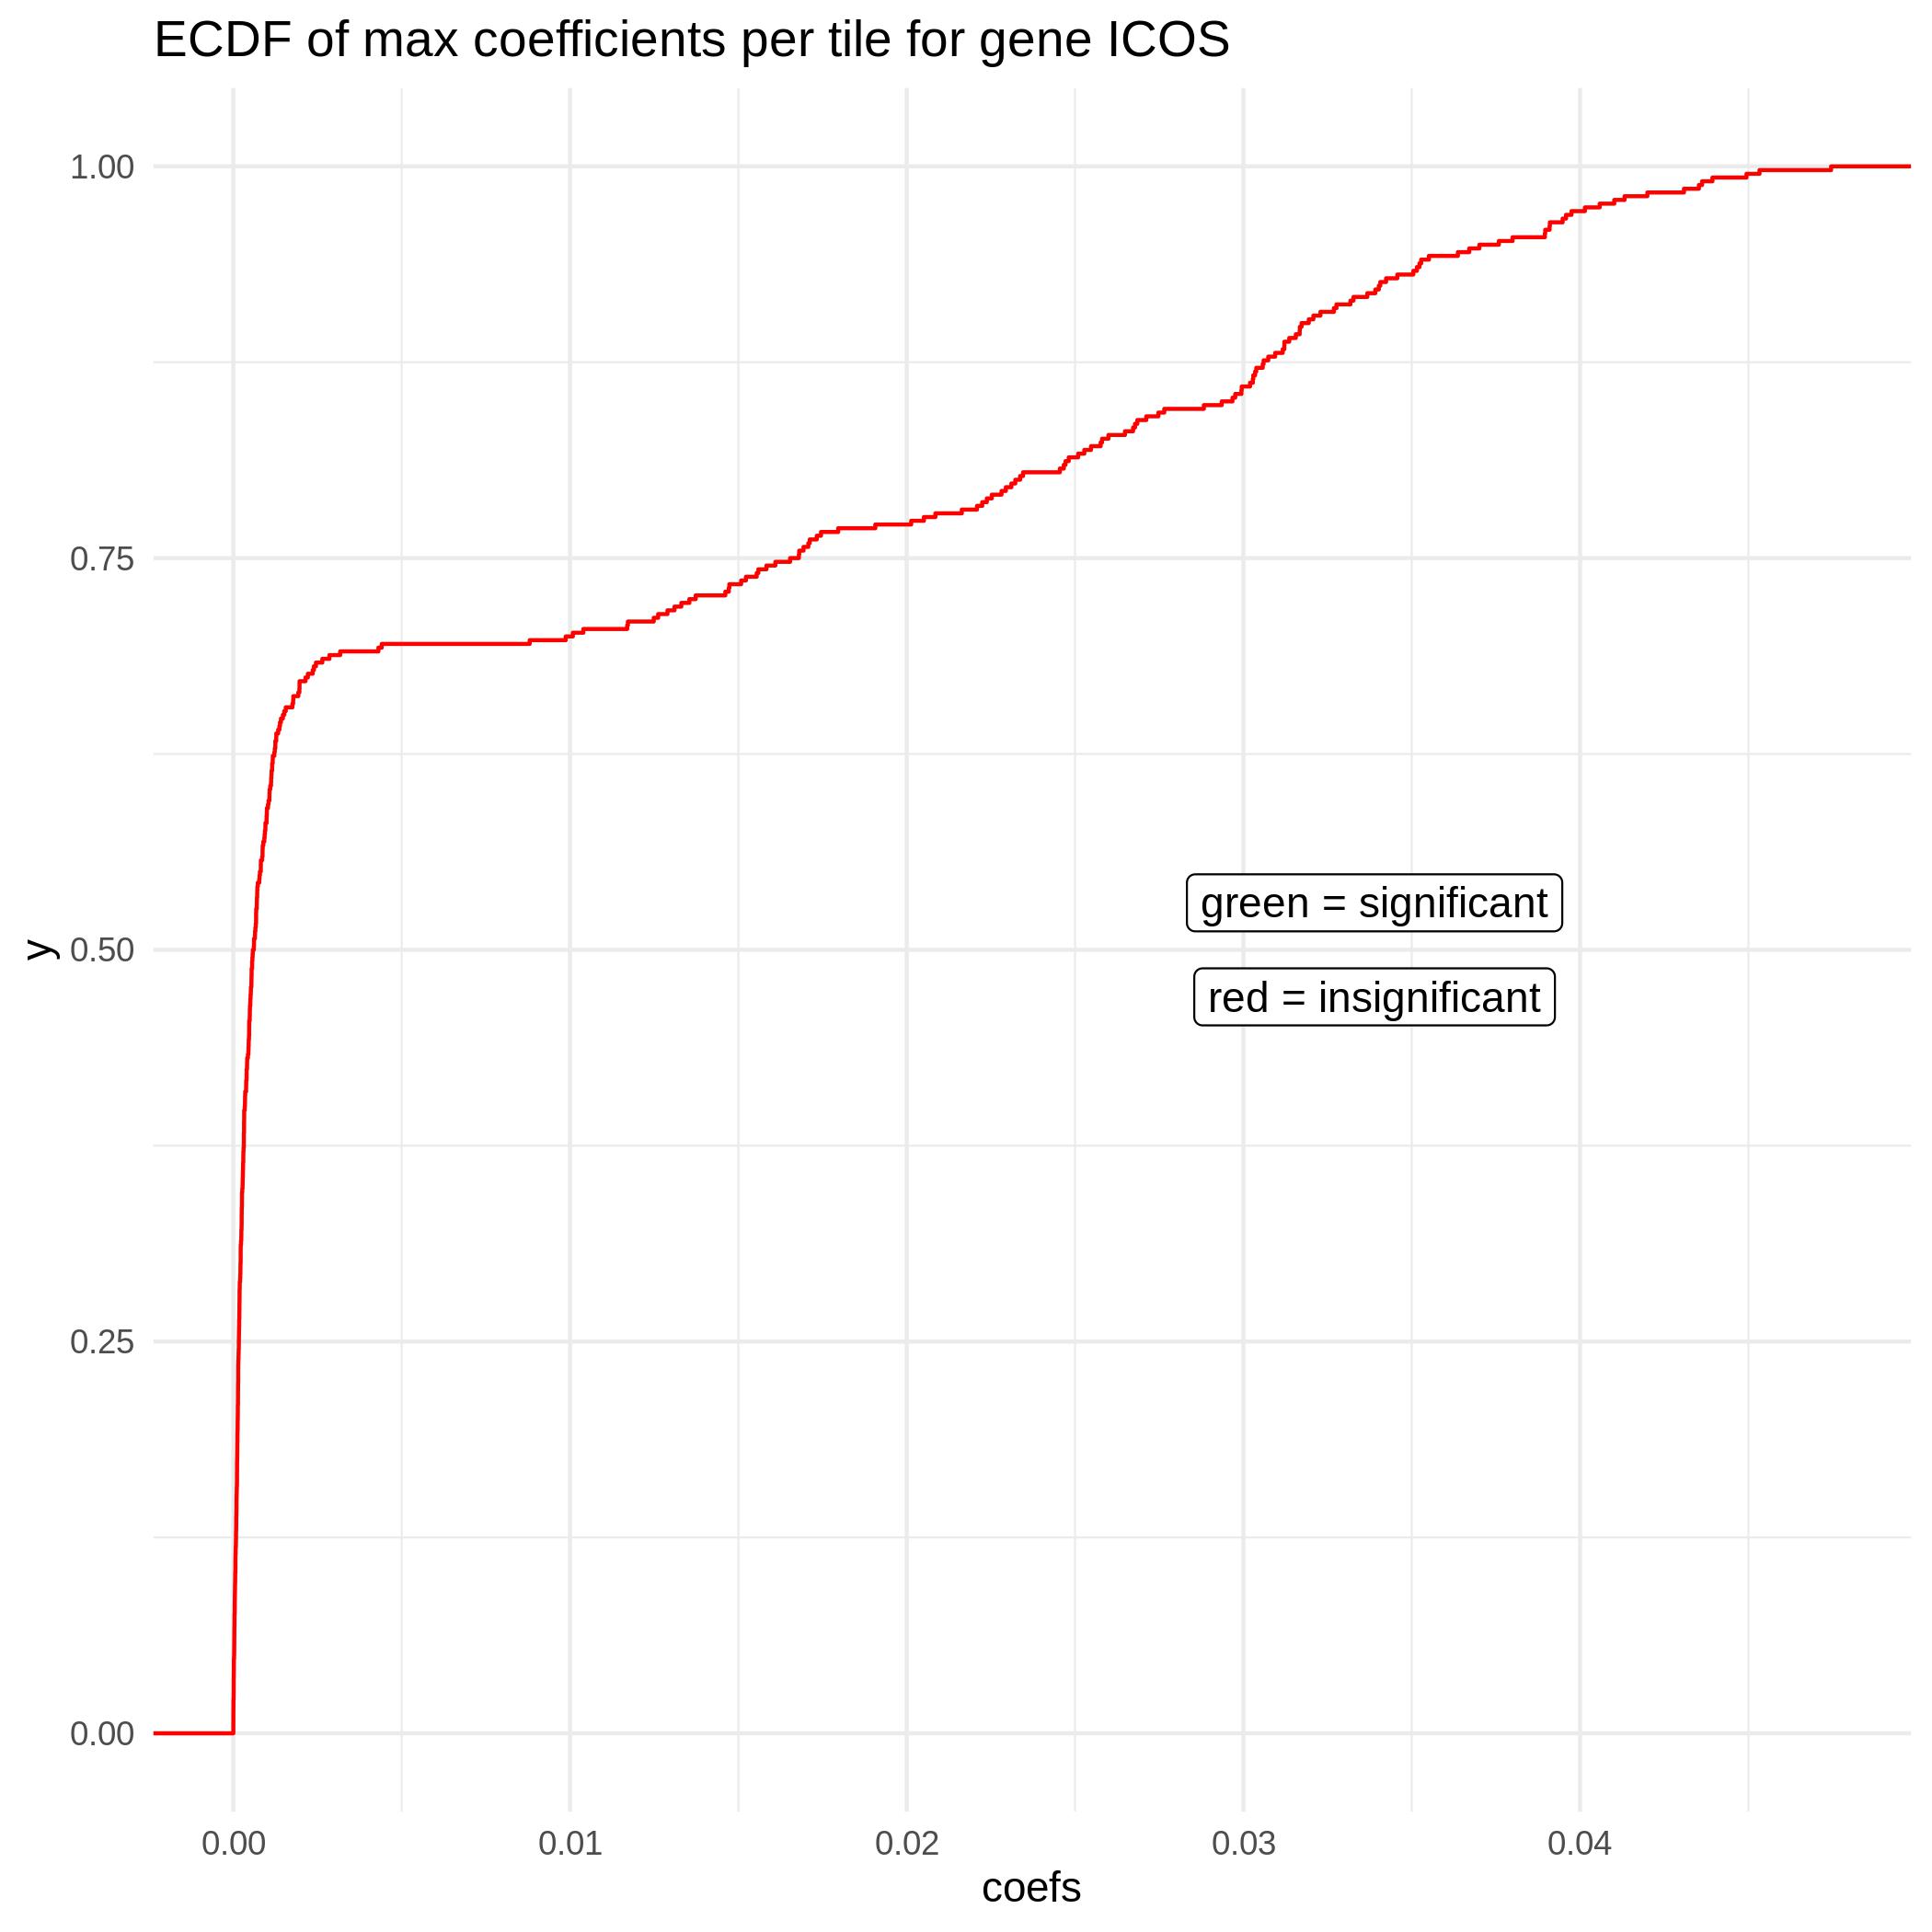 ECDF of max coefficients per tile for gene ICOS
1.00
0.75
0.50
0.25
0.00
y
green = significant
red = insignificant
0.00 0.01 0.02 0.03 0.04
coefs